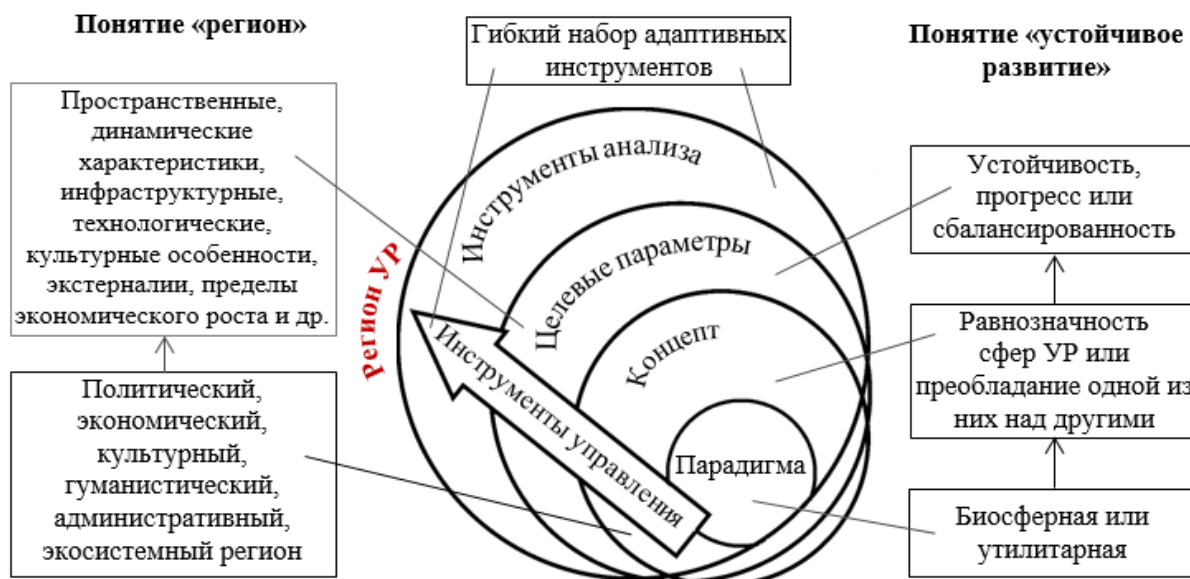 Понятие «регион»
Пространственные,
динамические
характеристики,
инфраструктурные,
технологические,
культурные особенности,
экстерналии, пределы
экономического роста и др.
Политический,
экономический,
культурный,
гуманистический,
административный,
экосистемный регион
Гибкий набор адаптивных
инструментов
Регион УР
Инструменты анализа
Целевые параметры
Концепт
Парадигма
Инструменты управления
Понятие «устойчивое
развитие»
Устойчивость,
прогресс или
сбалансированность
Равнозначность
сфер УР или
преобладание одной из
них над другими
Биосферная или
утилитарная